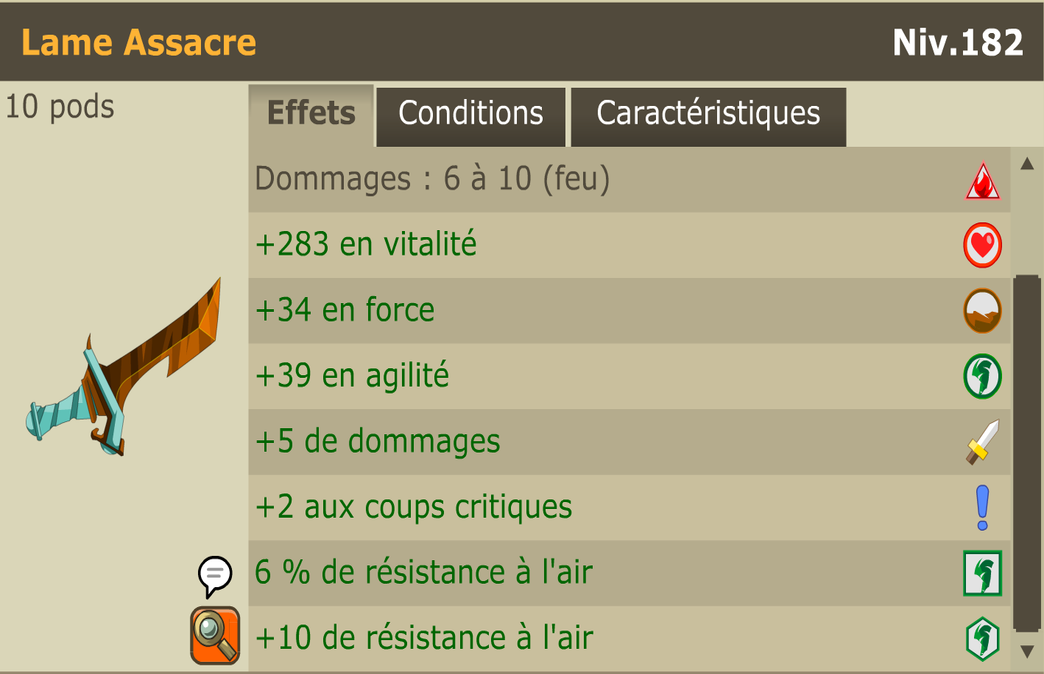 Lame Assacre
Niv.182
10 pods
Effets
Conditions
Caractéristiques
Dommages : 6 à 10 (feu)
+283 en vitalité
+34 en force
+39 en agilité
+5 de dommages
+2 aux coups critiques
6 % de résistance à l'air
+10 de résistance à l'air